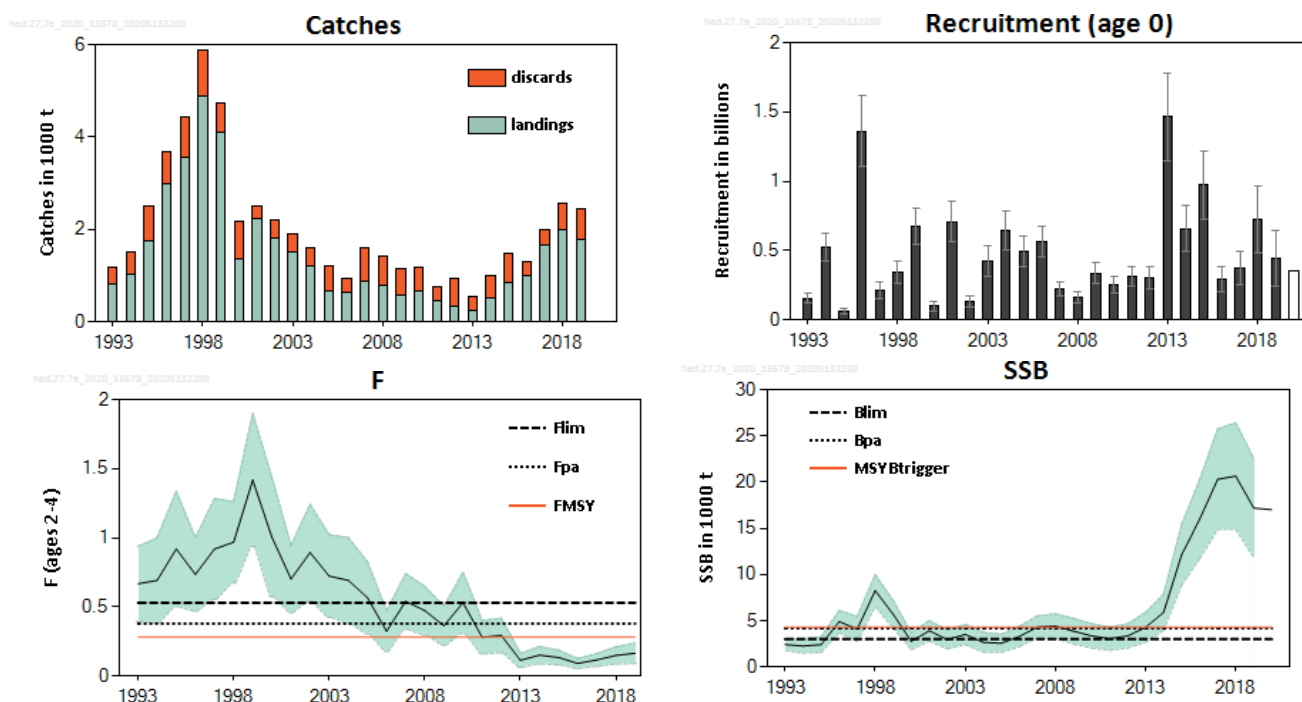 had.27.7a_2020_13678_20205132208
Catches
Catches in 1000 t
6
4
2
0
discards
landings
1993 1998 2003 2008 2013 2018
Recruitment (age 0)
Recruitment in billions
2
1.5
1
0.5
0
1993 1998 2003 2008 2013 2018
had.27.7a_2020_13678_20205132208
F
F (ages 2-4)
2
1.5
1
0.5
0
Flim
Fpa
FMSY
1993 1998 2003 2008 2013 2018
had.27.7a_2020_13678_20205132208
SSB
SSB in 1000 t
30
25
20
15
10
5
0
Blim
Bpa
MSYBtrigger
1993 1998 2003 2008 2013 2018
had.27.7a_2020_13678_20205132208